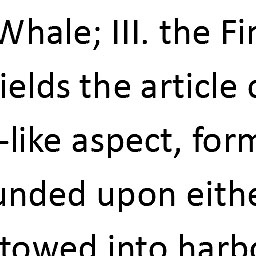 Whale; III. the Fin
ields the article o
-like aspect, form
unded upon eithe
towed into harbo